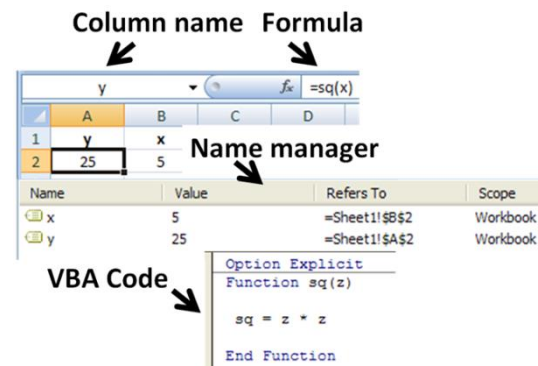 Column name Formula
y fx =sq(x)
A B C D
1 y x
2 25 5
Name manager
Name Value Refers To Scope
x 5 =Sheet1!$B$2 Workbook
y 25 =Sheet1!$A$2 Workbook
VBA Code
Option Explicit
Function sq(z)
sq = z * z
End Function